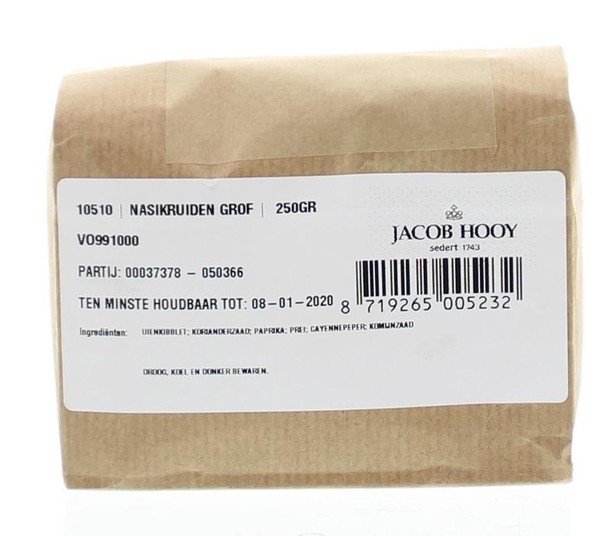 10510 | NASIKRUIDEN GROF | 250GR
VO991000
PARTIJ: 00037378 - 050366
TEN MINSTE HOUDBAAR TOT: 08-01-2020
JACOB HOOY
sedert 1743
8 719265 005232
Ingrediënten: UIENKIBBLET; KORIANDERZAAD; PAPRIKA; PREI; CAYENNEPEPER; KOMIJNZAAD
DROOG, KOEL EN DONKER BEWAREN.